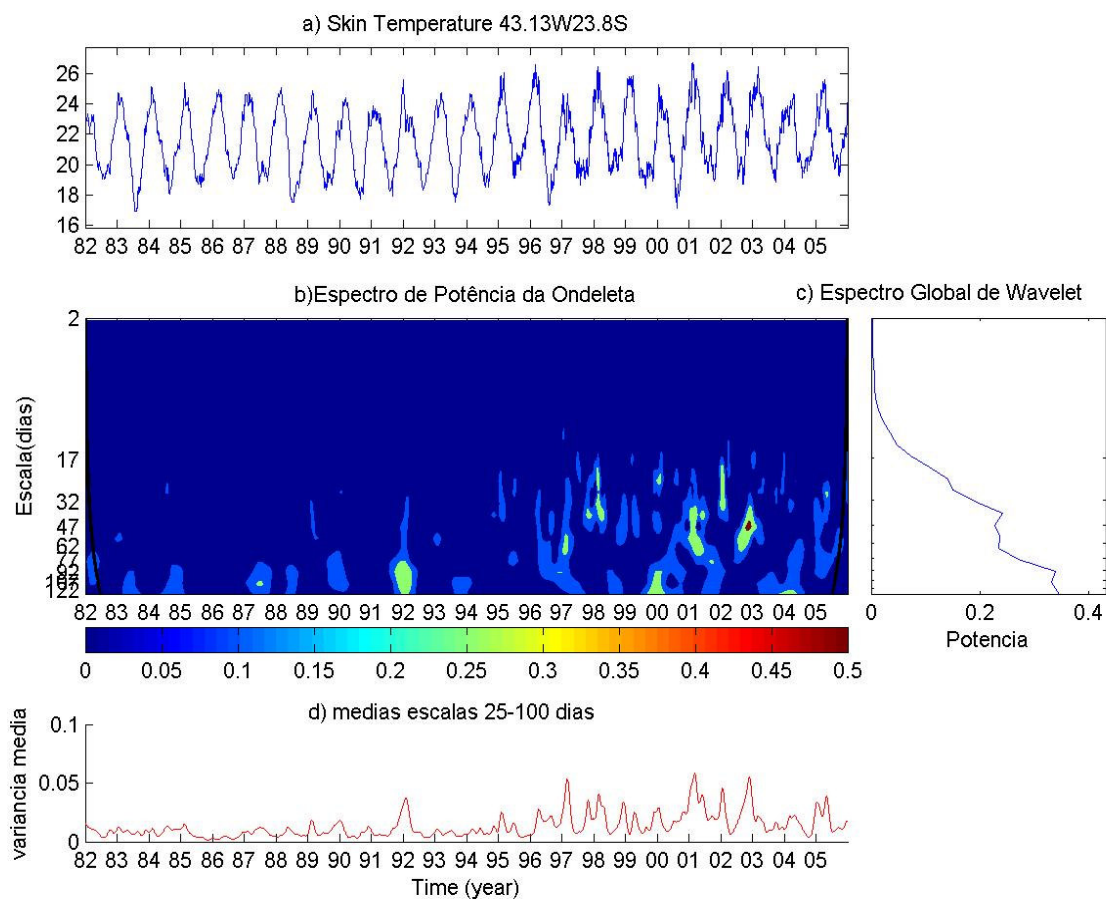 a) Skin Temperature 43.13W23.8S
26
24
22
20
18
16
82 83 84 85 86 87 88 89 90 91 92 93 94 95 96 97 98 99 00 01 02 03 04 05
b)Espectro de Potência da Ondeleta
c) Espectro Global de Wavelet
Escala(dias)
2
17
32
47
62
122
82 83 84 85 86 87 88 89 90 91 92 93 94 95 96 97 98 99 00 01 02 03 04 05
0 0.2 0.4
Potencia
0 0.05 0.1 0.15 0.2 0.25 0.3 0.35 0.4 0.45 0.5
d) medias escalas 25-100 dias
variancia media
0.1
0.05
0
82 83 84 85 86 87 88 89 90 91 92 93 94 95 96 97 98 99 00 01 02 03 04 05
Time (year)